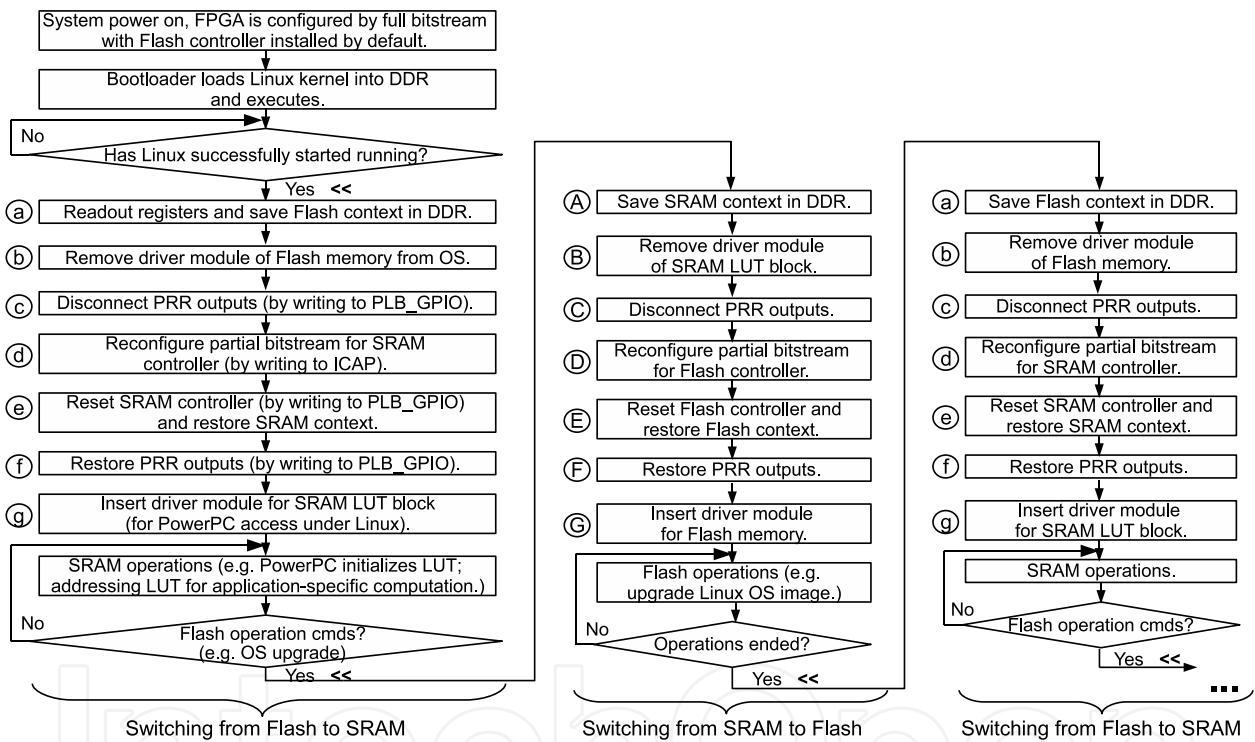 System power on, FPGA is configured by full bitstream
with Flash controller installed by default.
Bootloader loads Linux kernel into DDR
and executes.
No
Has Linux successfully started running?
Yes <<
a
Readout registers and save Flash context in DDR.
b
Remove driver module of Flash memory from OS.
c
Disconnect PRR outputs (by writing to PLB_GPIO).
d
Reconfigure partial bitstream for SRAM
controller (by writing to ICAP).
e
Reset SRAM controller (by writing to PLB_GPIO)
and restore SRAM context.
f
Restore PRR outputs (by writing to PLB_GPIO).
g
Insert driver module for SRAM LUT block
(for PowerPC access under Linux).
SRAM operations (e.g. PowerPC initializes LUT;
addressing LUT for application-specific computation.)
No
Flash operation cmds?
(e.g. OS upgrade)
Yes <<
Switching from Flash to SRAM
A
Save SRAM context in DDR.
B
Remove driver module
of SRAM LUT block.
C
Disconnect PRR outputs.
D
Reconfigure partial bitstream
for Flash controller.
E
Reset Flash controller and
restore Flash context.
F
Restore PRR outputs.
G
Insert driver module
for Flash memory.
Flash operations (e.g.
upgrade Linux OS image.)
No
Operations ended?
Yes <<
Switching from SRAM to Flash
a
Save Flash context in DDR.
b
Remove driver module
of Flash memory.
c
Disconnect PRR outputs.
d
Reconfigure partial bitstream
for SRAM controller.
e
Reset SRAM controller and
restore SRAM context.
f
Restore PRR outputs.
g
Insert driver module
for SRAM LUT block.
SRAM operations.
No
Flash operation cmds?
Yes <<
...
Switching from Flash to SRAM